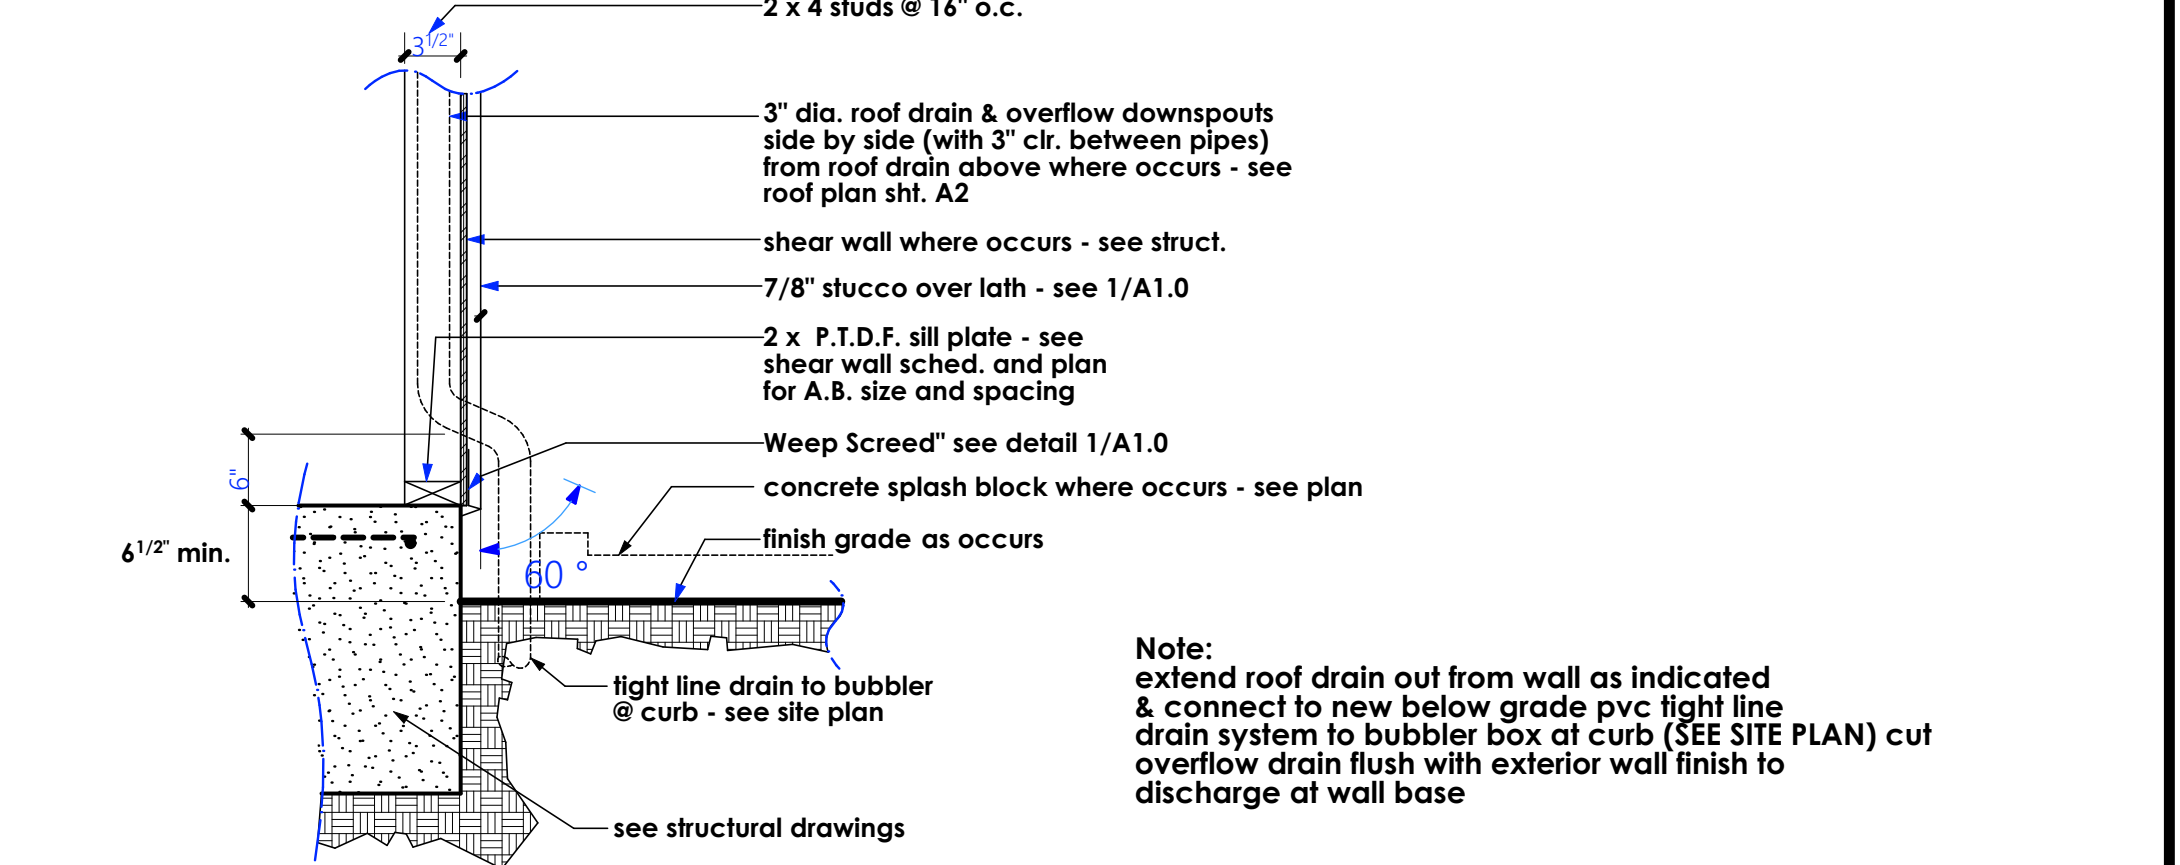 2 x 4 studs @ 16" o.c.
3 1/2"
3" dia. roof drain & overflow downspouts
side by side (with 3" clr. between pipes)
from roof drain above where occurs - see
roof plan sht. A2
shear wall where occurs - see struct.
7/8" stucco over lath - see 1/A1.0
2 x  P.T.D.F. sill plate - see
shear wall sched. and plan
for A.B. size and spacing
Weep Screed" see detail 1/A1.0
6"
concrete splash block where occurs - see plan
finish grade as occurs
6 1/2" min.
60 °
tight line drain to bubbler
@ curb - see site plan
see structural drawings
Note:
extend roof drain out from wall as indicated
& connect to new below grade pvc tight line
drain system to bubbler box at curb (SEE SITE PLAN) cut
overflow drain flush with exterior wall finish to
discharge at wall base